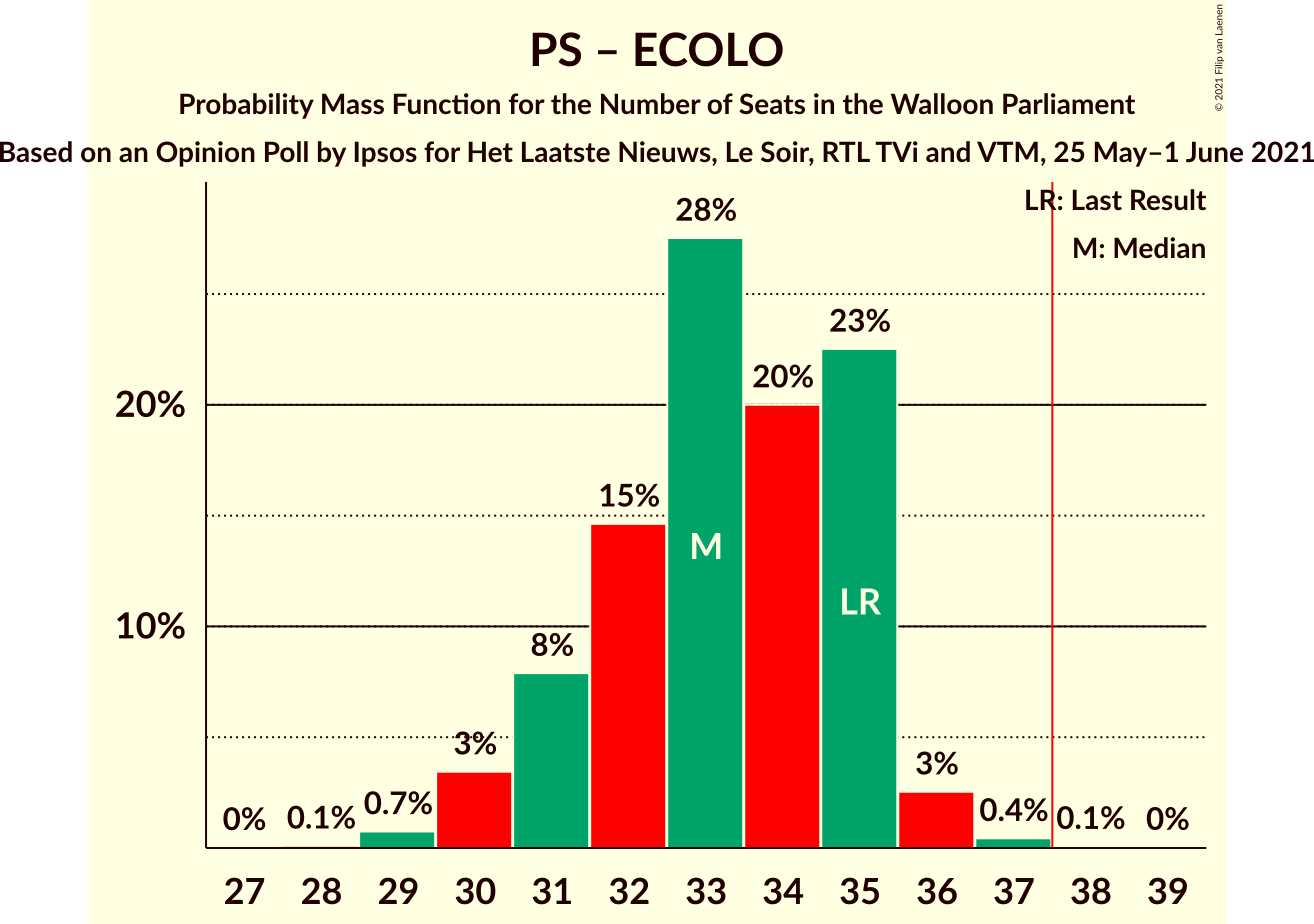 PS – ECOLO
Probability Mass Function for the Number of Seats in the Walloon Parliament
Based on an Opinion Poll by Ipsos for Het Laatste Nieuws, Le Soir, RTL TVi and VTM, 25 May–1 June 2021
© 2021 Filip van Laenen
LR: Last Result
M: Median
28%
23%
20%
20%
15%
M
LR
10%
8%
3%
3%
0%
0.1%
0.7%
0.4%
0.1%
0%
27 28 29 30 31 32 33 34 35 36 37 38 39